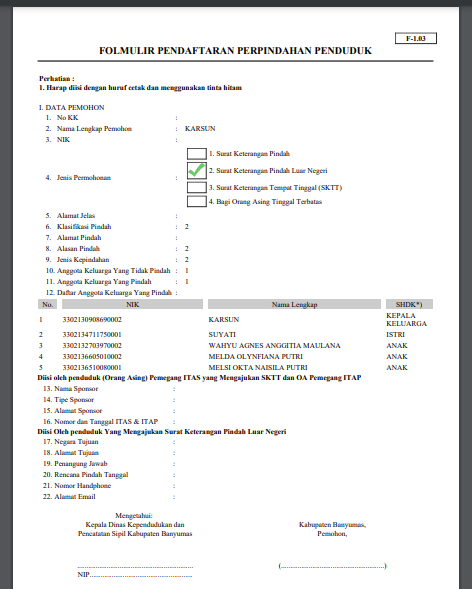 F-1.03
FOLMULIR PENDAFTARAN PERPINDAHAN PENDUDUK
Perhatian :
1. Harap diisi dengan huruf cetak dan menggunakan tinta hitam
I. DATA PEMOHON
1. No KK :
2. Nama Lengkap Pemohon : KARSUN
3. NIK :
4. Jenis Permohonan :
1. Surat Keterangan Pindah
2. Surat Keterangan Pindah Luar Negeri
3. Surat Keterangan Tempat Tinggal (SKTT)
4. Bagi Orang Asing Tinggal Terbatas
5. Alamat Jelas :
6. Klasifikasi Pindah : 2
7. Alamat Pindah :
8. Alasan Pindah : 2
9. Jenis Kepindahan : 2
10. Anggota Keluarga Yang Tidak Pindah : 1
11. Anggota Keluarga Yang Pindah : 1
12. Daftar Anggota Keluarga Yang Pindah :
No. NIK Nama Lengkap SHDK*)
1 3302130908690002 KARSUN KEPALA KELUARGA
2 3302134711750001 SUYATI ISTRI
3 3302132703970002 WAHYU AGNES ANGGITIA MAULANA ANAK
4 3302136605010002 MELDA OLYNFIANA PUTRI ANAK
5 3302136510080001 MELSI OKTA NAISILA PUTRI ANAK
Diisi oleh penduduk (Orang Asing) Pemegang ITAS yang Mengajukan SKTT dan OA Pemegang ITAP
13. Nama Sponsor :
14. Tipe Sponsor :
15. Alamat Sponsor :
16. Nomor dan Tanggal ITAS & ITAP :
Diisi Oleh penduduk Yang Mengajukan Surat Keterangan Pindah Luar Negeri
17. Negara Tujuan :
18. Alamat Tujuan :
19. Penangung Jawab :
20. Rencana Pindah Tanggal :
21. Nomor Handphone :
22. Alamat Email :
Mengetahui:
Kepala Dinas Kependudukan dan
Pencatatan Sipil Kabupaten Banyumas
Kabupaten Banyumas,
Pemohon,
(.....................................................)
NIP.....................................................